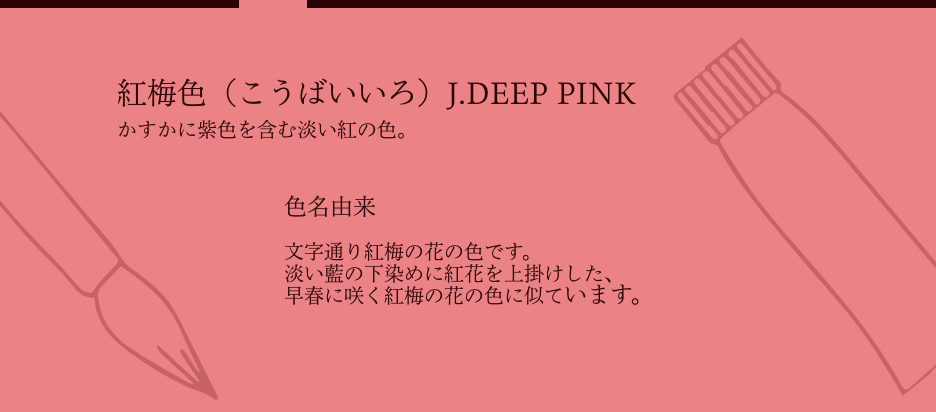 紅梅色（こうばいいろ）J.DEEP PINK
かすかに紫色を含む淡い紅の色。
色名由来
文字通り紅梅の花の色です。
淡い藍の下染めに紅花を上掛けした、
早春に咲く紅梅の花の色に似ています。